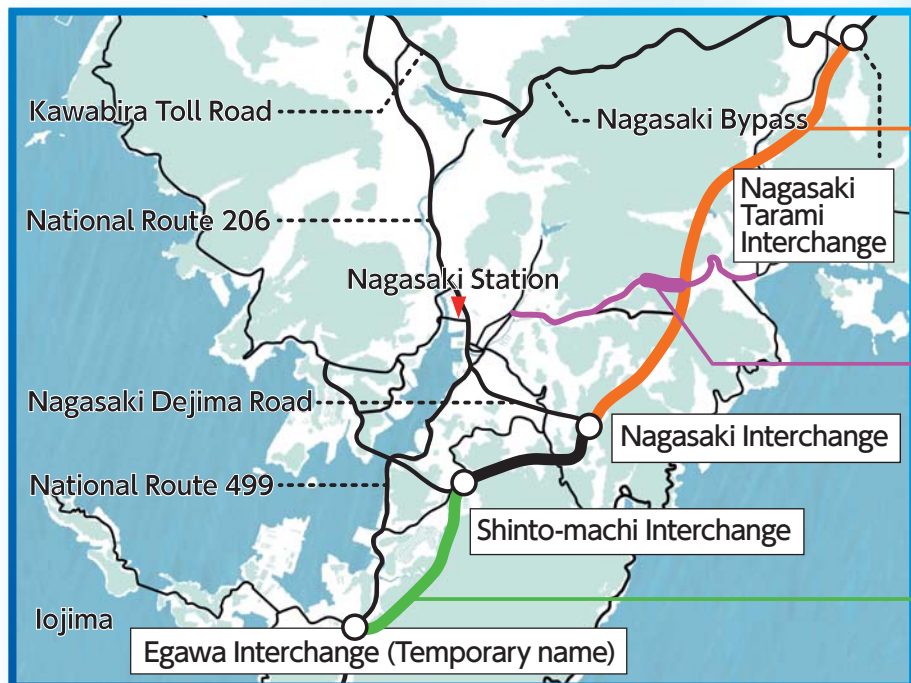 Kawabira Toll Road
Nagasaki Bypass
Nagasaki
Tarami
Interchange
National Route 206
Nagasaki Station
Nagasaki Dejima Road
Nagasaki Interchange
National Route 499
Shinto-machi Interchange
Iojima
Egawa Interchange (Temporary name)